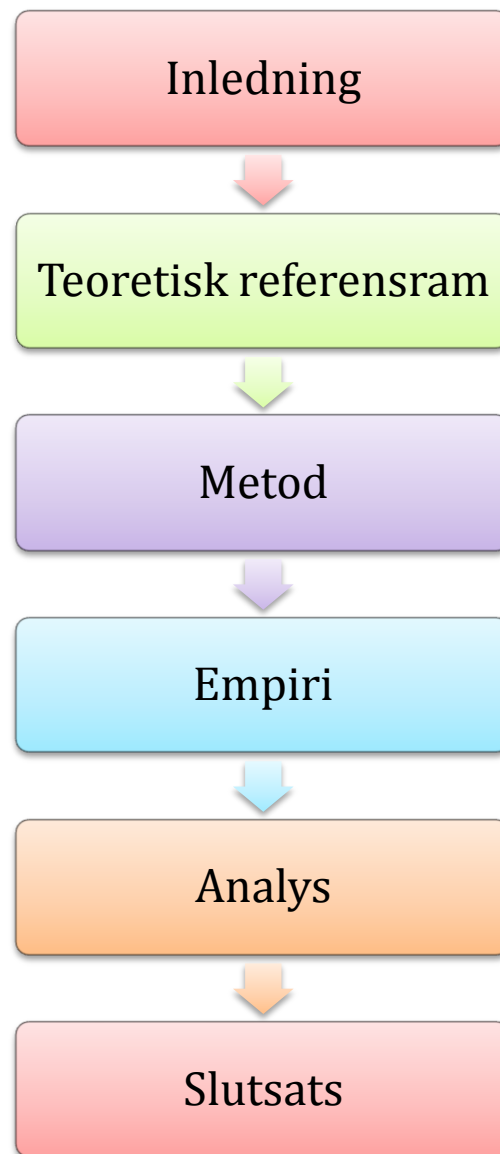 Inledning
Teoretisk referensram
Metod
Empiri
Analys
Slutsats